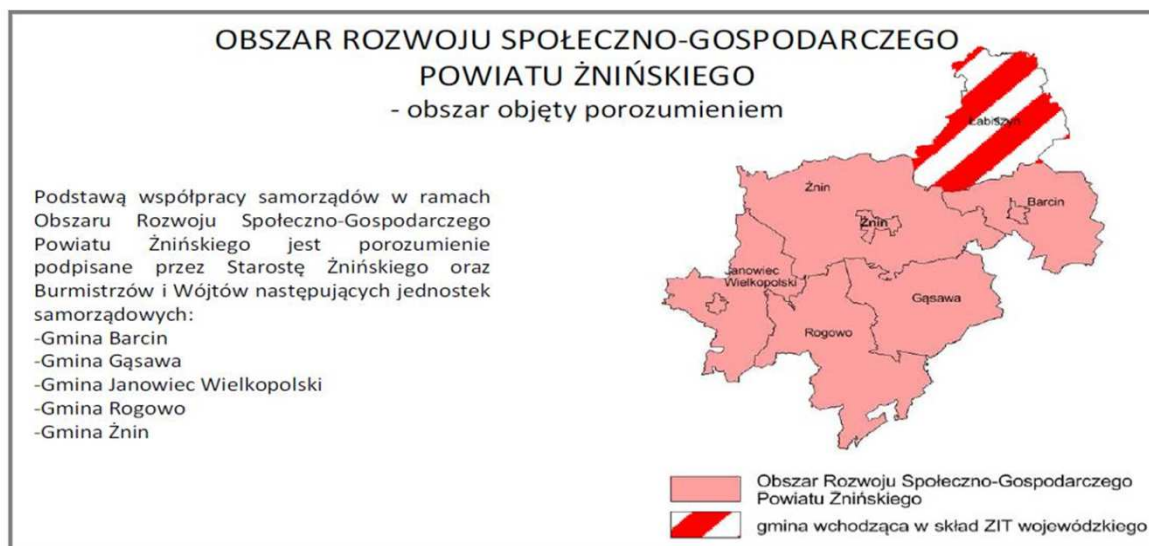 OBSZAR ROZWOJU SPOŁECZNO-GOSPODARCZEGO
POWIATU ŻNIŃSKIEGO
- obszar objęty porozumieniem
Podstawą współpracy samorządów w ramach
Obszaru Rozwoju Społeczno-Gospodarczego
Powiatu Żnińskiego jest porozumienie
podpisane przez Starostę Żnińskiego oraz
Burmistrzów i Wójtów następujących jednostek
samorządowych:
-Gmina Barcin
-Gmina Gąsawa
-Gmina Janowiec Wielkopolski
-Gmina Rogowo
-Gmina Żnin
Łabiszyn
Żnin
Barcin
Żnin
Janowiec
Wielkopolski
Gąsawa
Rogowo
Obszar Rozwoju Społeczno-Gospodarczego
Powiatu Żnińskiego
gmina wchodząca w skład ZIT wojewódzkiego